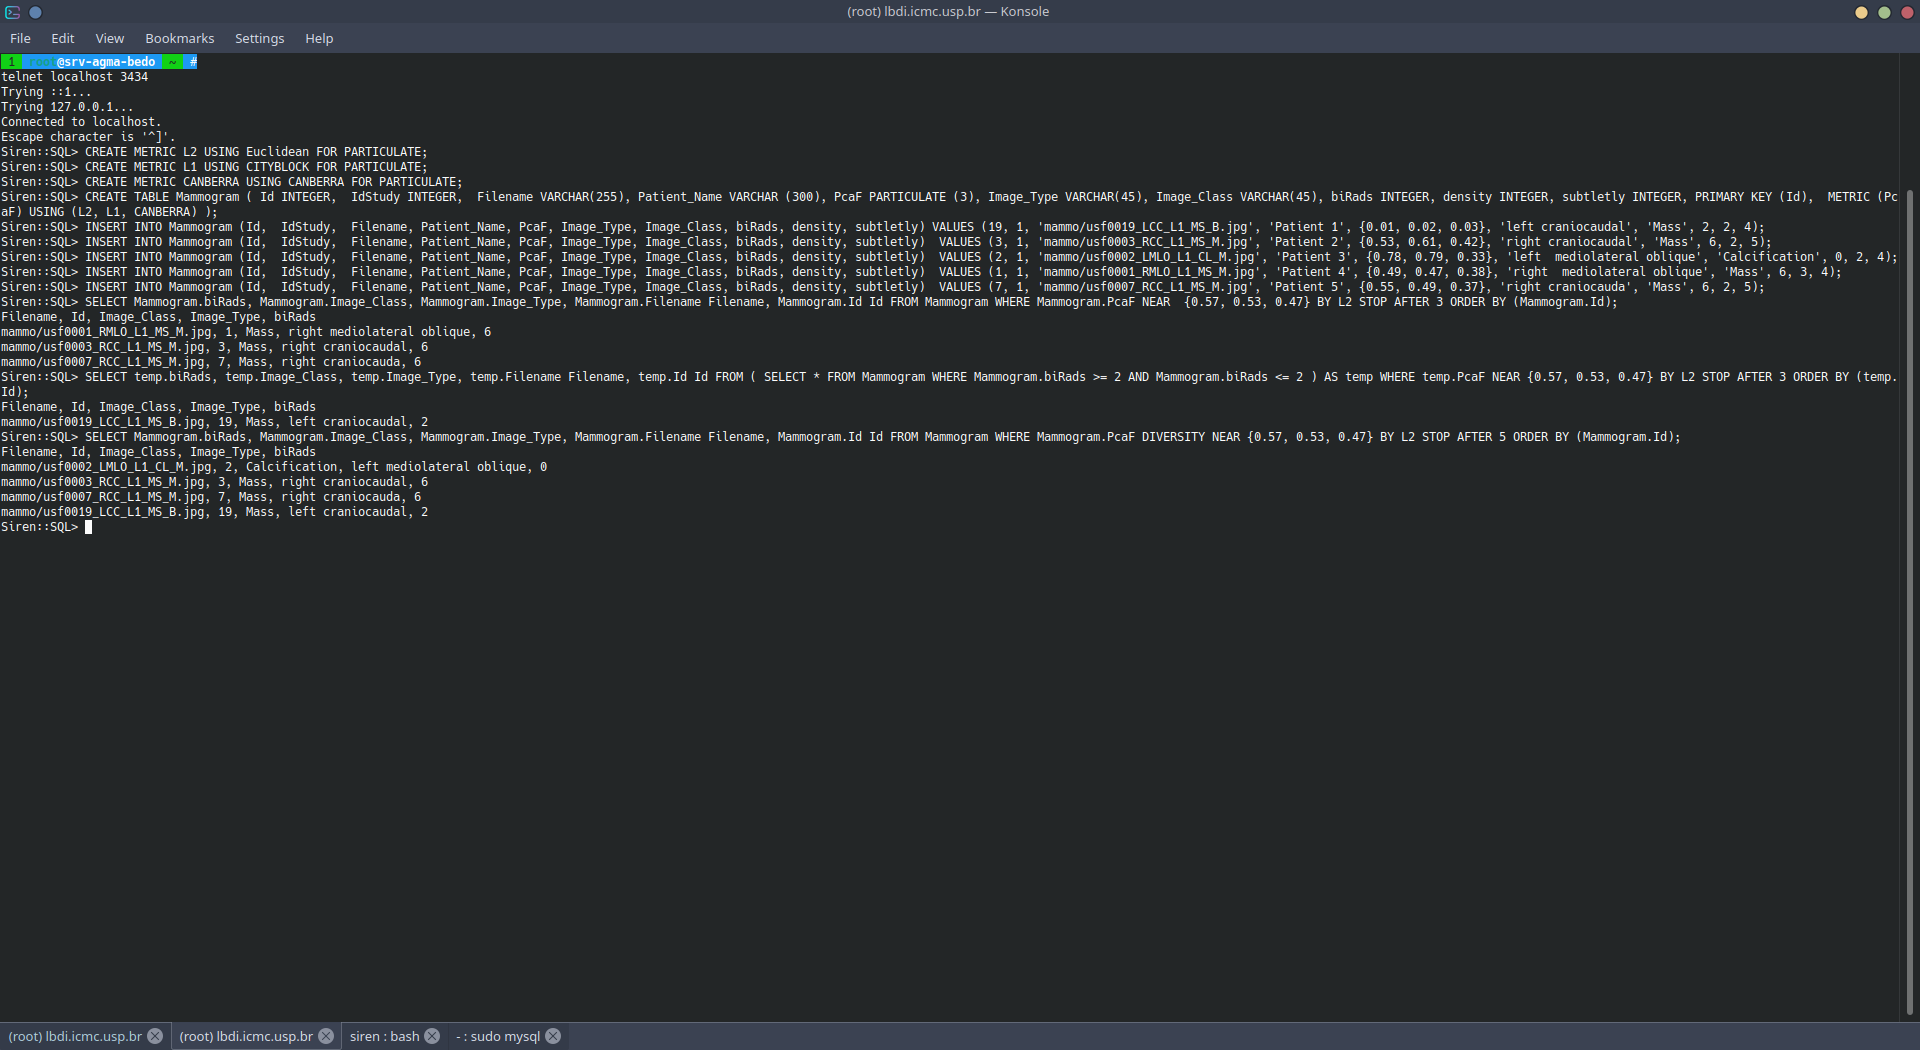 (root) lbdi.icmc.usp.br — Konsole
File Edit View Bookmarks Settings Help
1 root@srv-agma-bedo ~ #
telnet localhost 3434
Trying ::1...
Trying 127.0.0.1...
Connected to localhost.
Escape character is '^]'.
Siren::SQL> CREATE METRIC L2 USING Euclidean FOR PARTICULATE;
Siren::SQL> CREATE METRIC L1 USING CITYBLOCK FOR PARTICULATE;
Siren::SQL> CREATE METRIC CANBERRA USING CANBERRA FOR PARTICULATE;
Siren::SQL> CREATE TABLE Mammogram ( Id INTEGER,  IdStudy INTEGER,  Filename VARCHAR(255), Patient_Name VARCHAR (300), PcaF PARTICULATE (3), Image_Type VARCHAR(45), Image_Class VARCHAR(45), biRads INTEGER, density INTEGER, subtletly INTEGER, PRIMARY KEY (Id),  METRIC (Pc
aF) USING (L2, L1, CANBERRA) );
Siren::SQL> INSERT INTO Mammogram (Id,  IdStudy,  Filename, Patient_Name, PcaF, Image_Type, Image_Class, biRads, density, subtletly) VALUES (19, 1, 'mammo/usf0019_LCC_L1_MS_B.jpg', 'Patient 1', {0.01, 0.02, 0.03}, 'left craniocaudal', 'Mass', 2, 2, 4);
Siren::SQL> INSERT INTO Mammogram (Id,  IdStudy,  Filename, Patient_Name, PcaF, Image_Type, Image_Class, biRads, density, subtletly)  VALUES (3, 1, 'mammo/usf0003_RCC_L1_MS_M.jpg', 'Patient 2', {0.53, 0.61, 0.42}, 'right craniocaudal', 'Mass', 6, 2, 5);
Siren::SQL> INSERT INTO Mammogram (Id,  IdStudy,  Filename, Patient_Name, PcaF, Image_Type, Image_Class, biRads, density, subtletly)  VALUES (2, 1, 'mammo/usf0002_LMLO_L1_CL_M.jpg', 'Patient 3', {0.78, 0.79, 0.33}, 'left  mediolateral oblique', 'Calcification', 0, 2, 4);
Siren::SQL> INSERT INTO Mammogram (Id,  IdStudy,  Filename, Patient_Name, PcaF, Image_Type, Image_Class, biRads, density, subtletly)  VALUES (1, 1, 'mammo/usf0001_RMLO_L1_MS_M.jpg', 'Patient 4', {0.49, 0.47, 0.38}, 'right  mediolateral oblique', 'Mass', 6, 3, 4);
Siren::SQL> INSERT INTO Mammogram (Id,  IdStudy,  Filename, Patient_Name, PcaF, Image_Type, Image_Class, biRads, density, subtletly)  VALUES (7, 1, 'mammo/usf0007_RCC_L1_MS_M.jpg', 'Patient 5', {0.55, 0.49, 0.37}, 'right craniocauda', 'Mass', 6, 2, 5);
Siren::SQL> SELECT Mammogram.biRads, Mammogram.Image_Class, Mammogram.Image_Type, Mammogram.Filename Filename, Mammogram.Id Id FROM Mammogram WHERE Mammogram.PcaF NEAR  {0.57, 0.53, 0.47} BY L2 STOP AFTER 3 ORDER BY (Mammogram.Id);
Filename, Id, Image_Class, Image_Type, biRads
mammo/usf0001_RMLO_L1_MS_M.jpg, 1, Mass, right mediolateral oblique, 6
mammo/usf0003_RCC_L1_MS_M.jpg, 3, Mass, right craniocaudal, 6
mammo/usf0007_RCC_L1_MS_M.jpg, 7, Mass, right craniocauda, 6
Siren::SQL> SELECT temp.biRads, temp.Image_Class, temp.Image_Type, temp.Filename Filename, temp.Id Id FROM ( SELECT * FROM Mammogram WHERE Mammogram.biRads >= 2 AND Mammogram.biRads <= 2 ) AS temp WHERE temp.PcaF NEAR {0.57, 0.53, 0.47} BY L2 STOP AFTER 3 ORDER BY (temp.
Id);
Filename, Id, Image_Class, Image_Type, biRads
mammo/usf0019_LCC_L1_MS_B.jpg, 19, Mass, left craniocaudal, 2
Siren::SQL> SELECT Mammogram.biRads, Mammogram.Image_Class, Mammogram.Image_Type, Mammogram.Filename Filename, Mammogram.Id Id FROM Mammogram WHERE Mammogram.PcaF DIVERSITY NEAR {0.57, 0.53, 0.47} BY L2 STOP AFTER 5 ORDER BY (Mammogram.Id);
Filename, Id, Image_Class, Image_Type, biRads
mammo/usf0002_LMLO_L1_CL_M.jpg, 2, Calcification, left mediolateral oblique, 0
mammo/usf0003_RCC_L1_MS_M.jpg, 3, Mass, right craniocaudal, 6
mammo/usf0007_RCC_L1_MS_M.jpg, 7, Mass, right craniocauda, 6
mammo/usf0019_LCC_L1_MS_B.jpg, 19, Mass, left craniocaudal, 2
Siren::SQL>
(root) lbdi.icmc.usp.br (root) lbdi.icmc.usp.br siren : bash - : sudo mysql